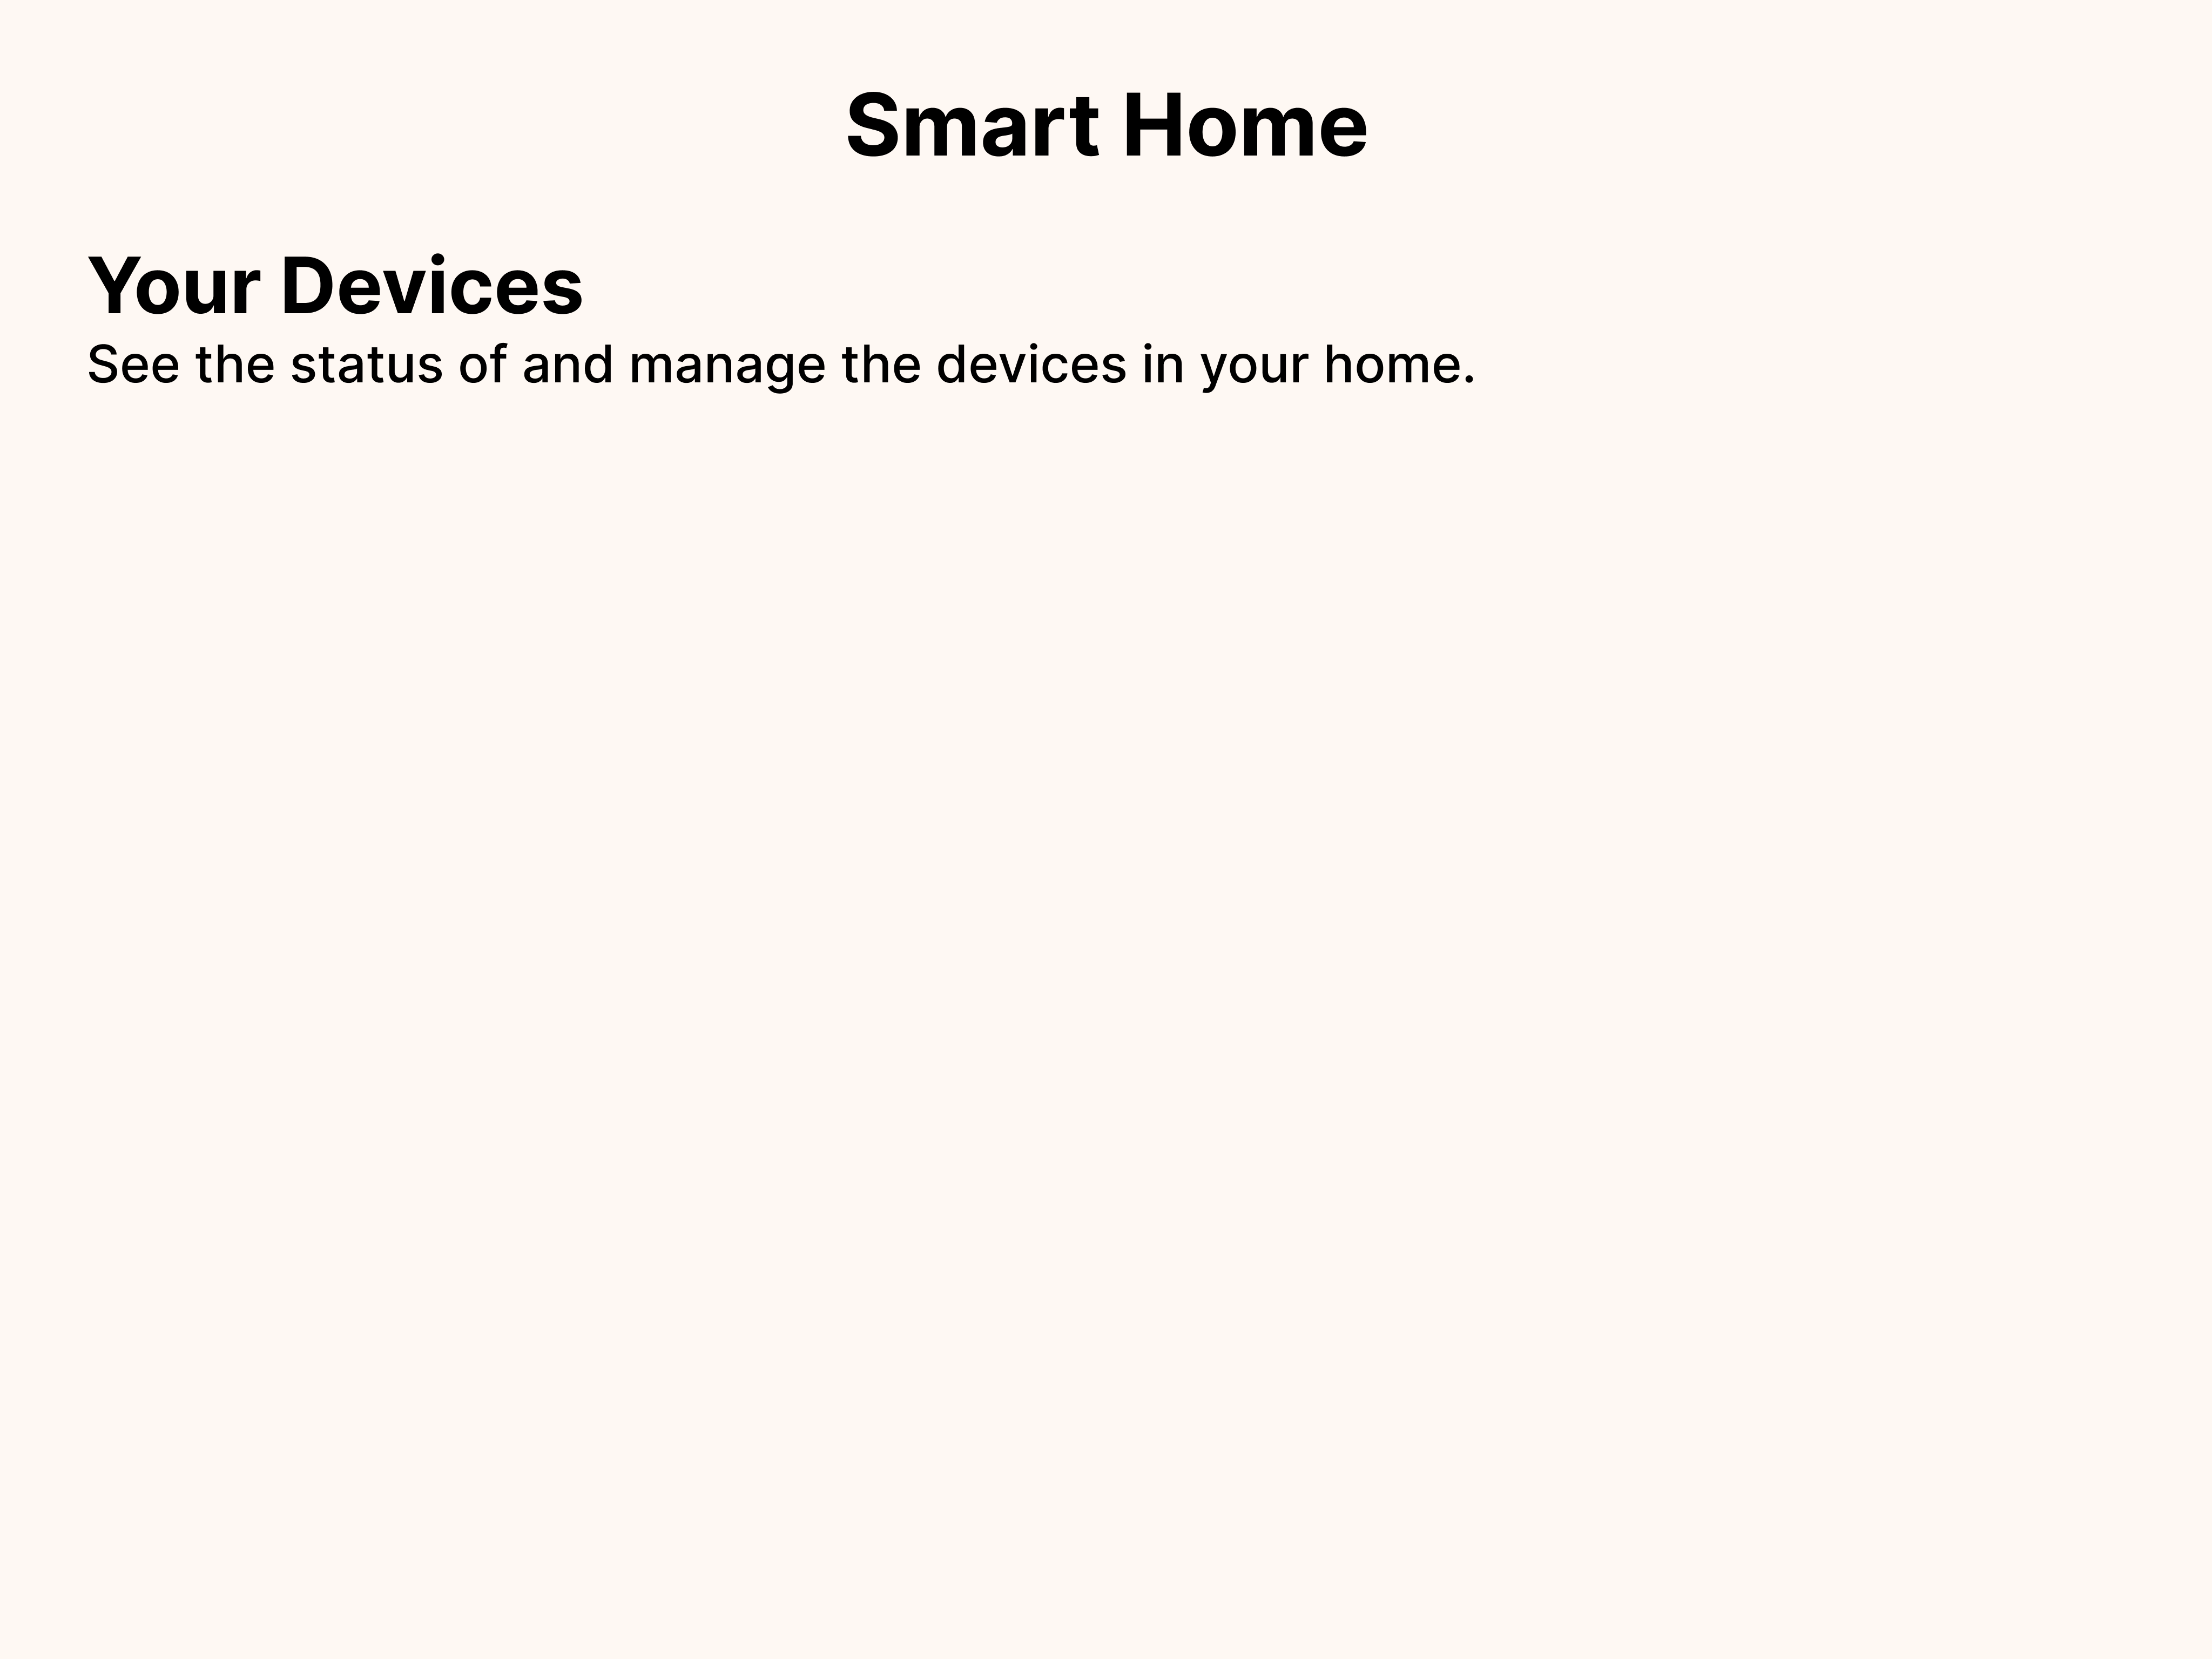 Smart Home
Your Devices
See the status of and manage the devices in your home.